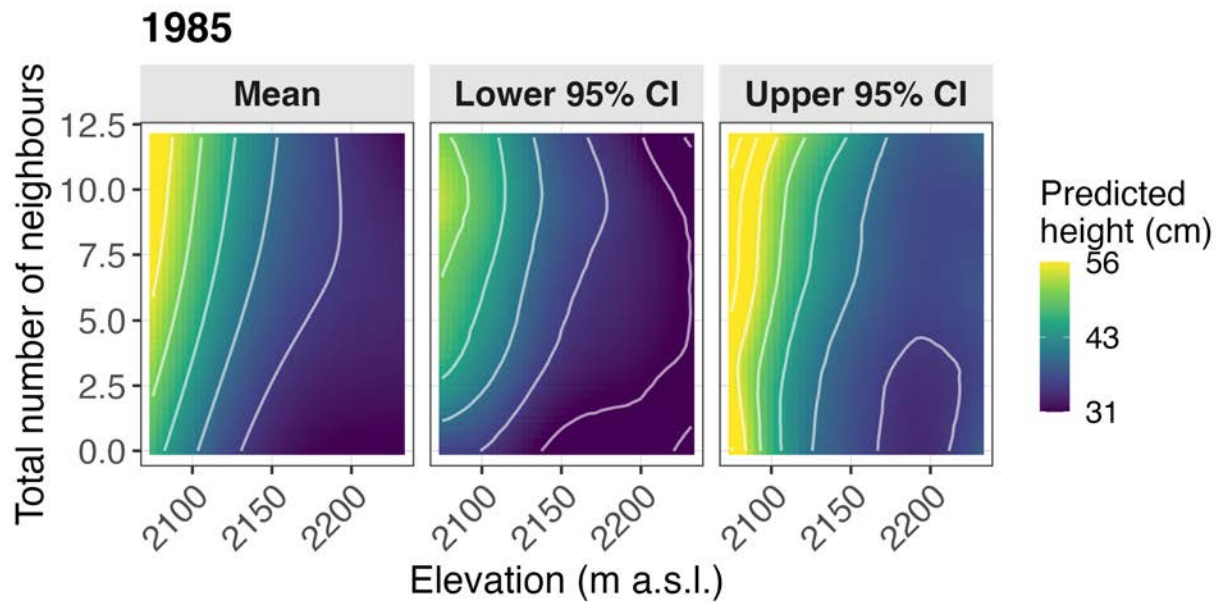 1985
Mean
Lower 95% CI
Upper 95% CI
Total number of neighbours
12.5
10.0
7.5
5.0
2.5
0.0
2100
2150
2200
2100
2150
2200
2100
2150
2200
Elevation (m a.s.l.)
Predicted
height (cm)
56
43
31